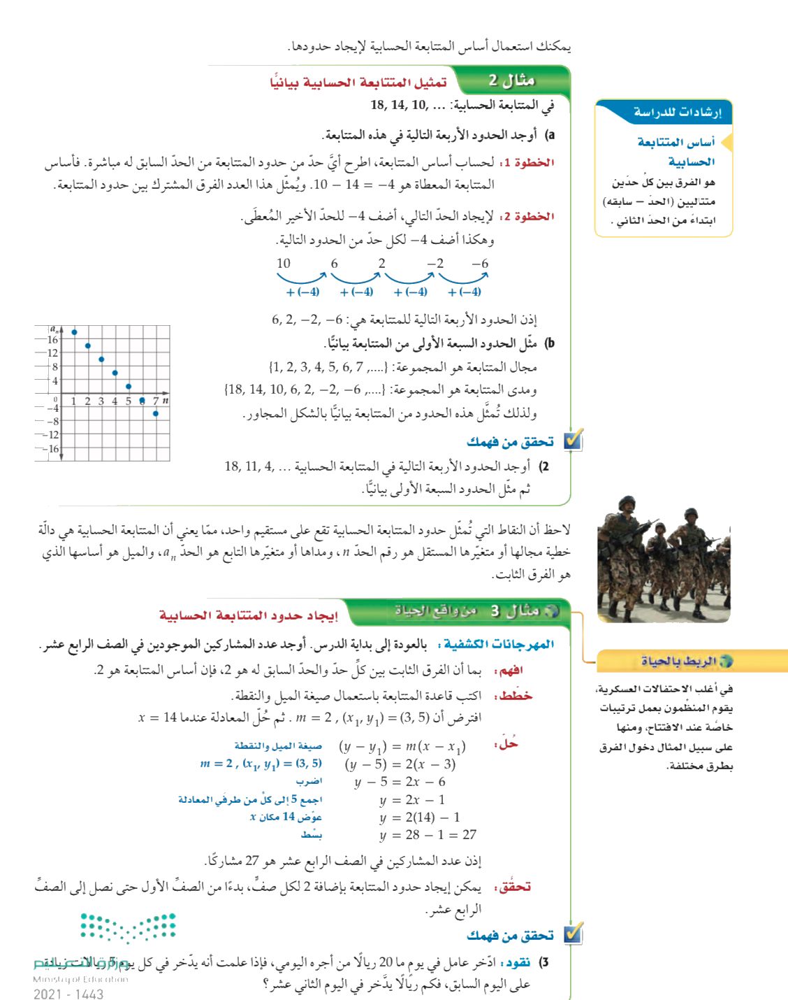 يمكنك استعمال أساس المتتابعة الحسابية لإيجاد حدودها.
مثال 2 تمثيل المتتابعة الحسابية بيانيًّا
في المتتابعة الحسابية: 18, 14, 10, …
a) أوجد الحدود الأربعة التالية في هذه المتتابعة.
الخطوة 1: لحساب أساس المتتابعة، اطرح أيَّ حدّ من حدود المتتابعة من الحدّ السابق له مباشرة. فأساس
المتتابعة المعطاة هو 10 − 14 = −4. ويُمثّل هذا العدد الفرق المشترك بين حدود المتتابعة.
الخطوة 2: لإيجاد الحدّ التالي، أضف 4− للحدّ الأخير المُعطَى.
وهكذا أضف 4− لكل حدّ من الحدود التالية.
10 6 2 −2 −6
+ (−4) + (−4) + (−4) + (−4)
إذن الحدود الأربعة التالية للمتتابعة هي: 6, 2, −2, −6
b) مثّل الحدود السبعة الأولى من المتتابعة بيانيًّا.
مجال المتتابعة هو المجموعة: {1, 2, 3, 4, 5, 6, 7 ,....}
ومدى المتتابعة هو المجموعة: {18, 14, 10, 6, 2, −2, −6 ,....}
ولذلك تُمثَّل هذه الحدود من المتتابعة بيانيًّا بالشكل المجاور.
aₙ
16
12
8
4
0 1 2 3 4 5 6 7 n
−4
−8
−12
−16
تحقق من فهمك
2) أوجد الحدود الأربعة التالية في المتتابعة الحسابية 18, 11, 4, …
ثم مثّل الحدود السبعة الأولى بيانيًّا.
إرشادات للدراسة
أساس المتتابعة
الحسابية
هو الفرق بين كلّ حدّين
متتاليين (الحدّ − سابقه)
ابتداءً من الحدّ الثاني .
لاحظ أن النقاط التي تُمثّل حدود المتتابعة الحسابية تقع على مستقيم واحد، ممّا يعني أن المتتابعة الحسابية هي دالّة
خطية مجالها أو متغيّرها المستقل هو رقم الحدّ n، ومداها أو متغيّرها التابع هو الحدّ aₙ، والميل هو أساسها الذي
هو الفرق الثابت.
مثال 3 من واقع الحياة إيجاد حدود المتتابعة الحسابية
المهرجانات الكشفية: بالعودة إلى بداية الدرس. أوجد عدد المشاركين الموجودين في الصف الرابع عشر.
افهم: بما أن الفرق الثابت بين كلِّ حدّ والحدّ السابق له هو 2، فإن أساس المتتابعة هو 2.
خطّط: اكتب قاعدة المتتابعة باستعمال صيغة الميل والنقطة.
افترض أن m = 2 , (x₁, y₁) = (3, 5) . ثم حُلّ المعادلة عندما x = 14
حُلّ: (y − y₁) = m(x − x₁) صيغة الميل والنقطة
(y − 5) = 2(x − 3) m = 2 , (x₁, y₁) = (3, 5)
y − 5 = 2x − 6 اضرب
y = 2x − 1 اجمع 5 إلى كلّ من طرفَي المعادلة
y = 2(14) − 1 عوّض 14 مكان x
y = 28 − 1 = 27 بسّط
إذن عدد المشاركين في الصف الرابع عشر هو 27 مشاركًا.
تحقَّق: يمكن إيجاد حدود المتتابعة بإضافة 2 لكل صفٍّ، بدءًا من الصفِّ الأول حتى نصل إلى الصفِّ
الرابع عشر.
تحقق من فهمك
3) نقود: ادّخر عامل في يومٍ ما 20 ريالًا من أجره اليومي، فإذا علمت أنه يدّخر في كل يوم 5 ريالات زيادة
على اليوم السابق، فكم ريالًا يدَّخر في اليوم الثاني عشر؟
الربط بالحياة
في أغلب الاحتفالات العسكرية،
يقوم المنظّمون بعمل ترتيبات
خاصّة عند الافتتاح، ومنها
على سبيل المثال دخول الفرق
بطرق مختلفة.
وزارة التعليم
Ministry of Education
2021 - 1443